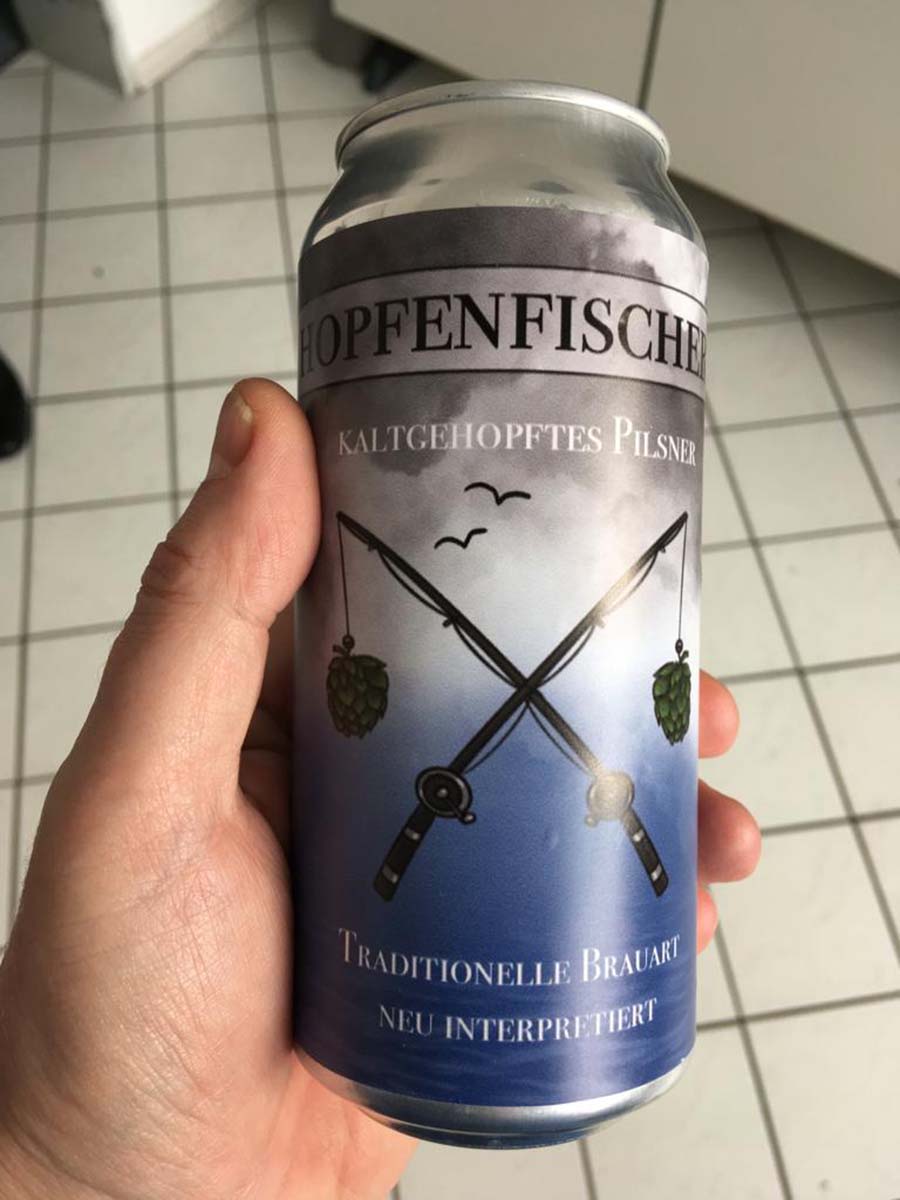 HOPFENFISCHER
KALTGEHOPFTES PILSNER
TRADITIONELLE BRAUART
NEU INTERPRETIERT